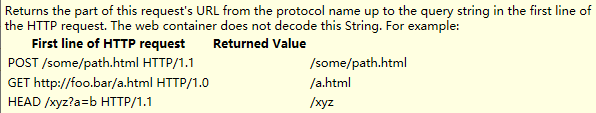 Returns the part of this request's URL from the protocol name up to the query string in the first line of
the HTTP request. The web container does not decode this String. For example:
First line of HTTP request Returned Value
POST /some/path.html HTTP/1.1 /some/path.html
GET http://foo.bar/a.html HTTP/1.0 /a.html
HEAD /xyz?a=b HTTP/1.1 /xyz